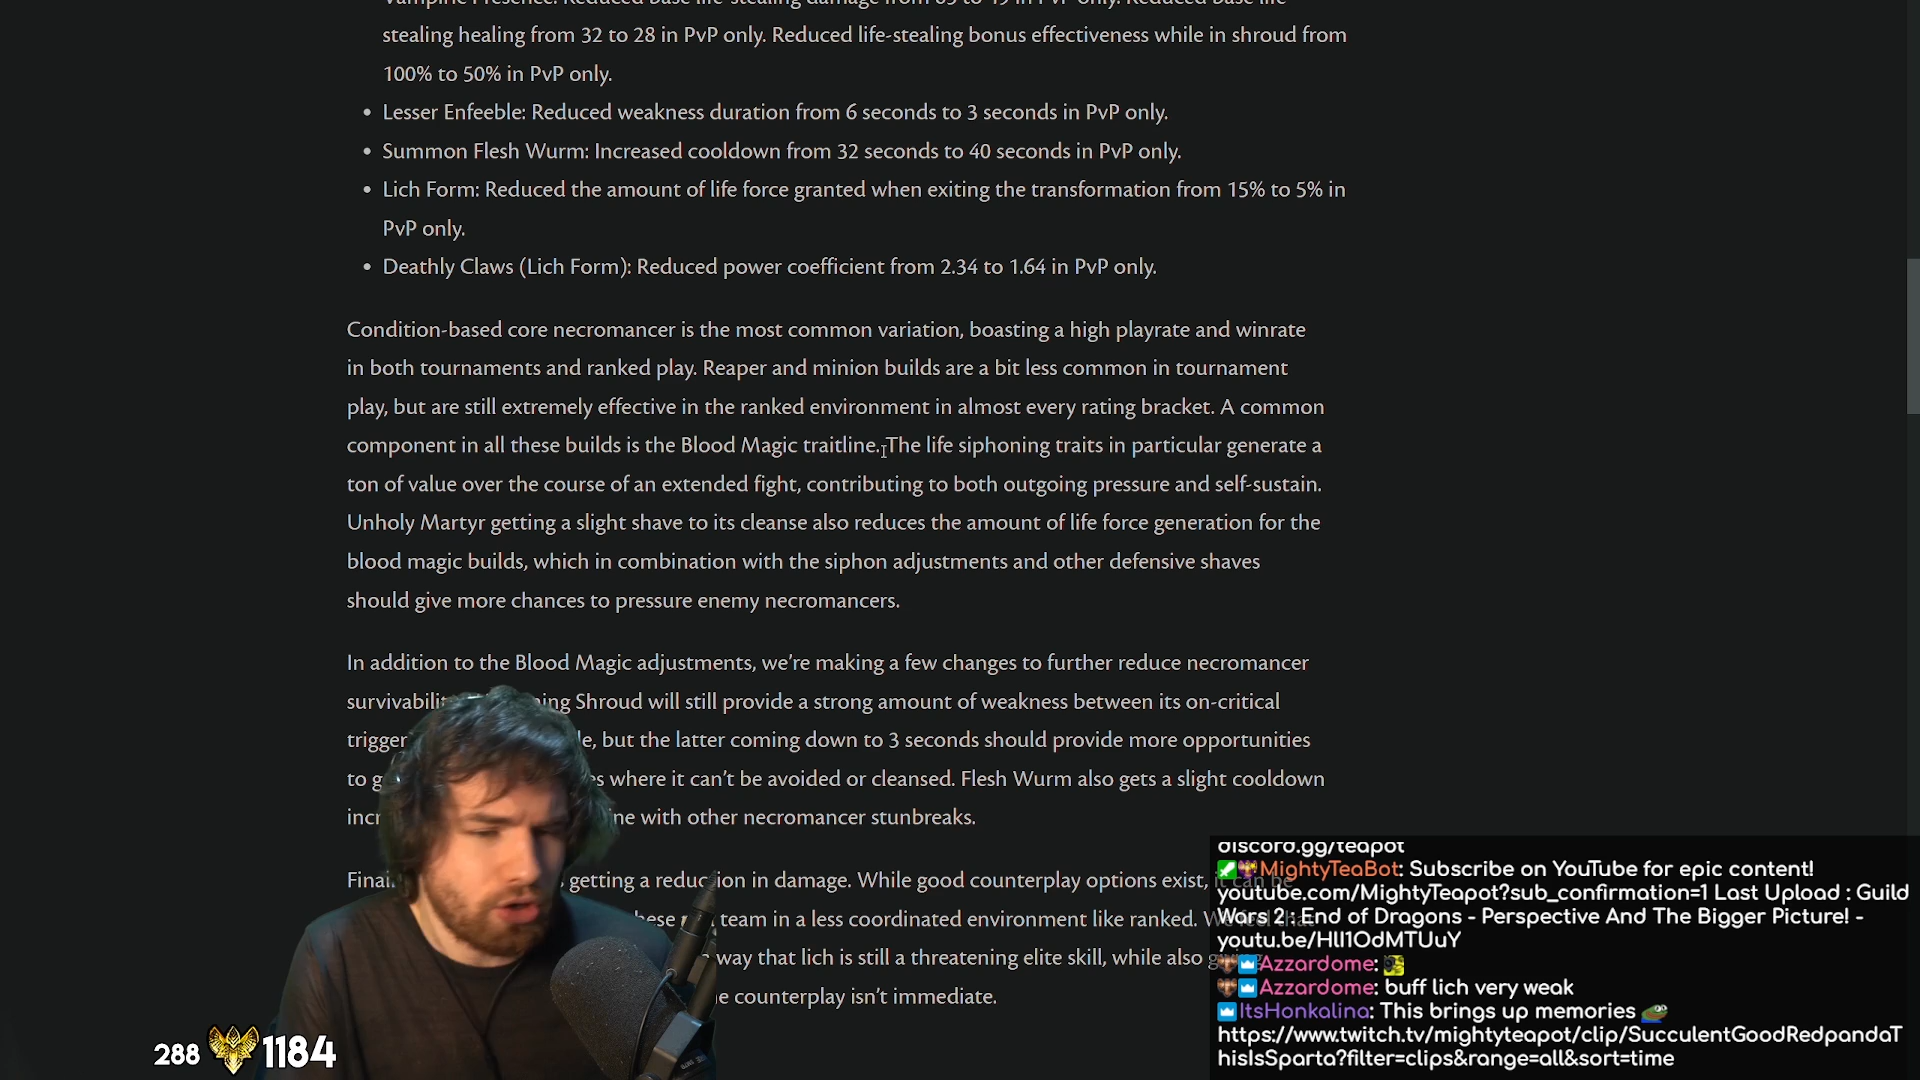 stealing healing from 32 to 28 in PvP only. Reduced life-stealing bonus effectiveness while in shroud from
100% to 50% in PvP only.
• Lesser Enfeeble: Reduced weakness duration from 6 seconds to 3 seconds in PvP only.
• Summon Flesh Wurm: Increased cooldown from 32 seconds to 40 seconds in PvP only.
• Lich Form: Reduced the amount of life force granted when exiting the transformation from 15% to 5% in
PvP only.
• Deathly Claws (Lich Form): Reduced power coefficient from 2.34 to 1.64 in PvP only.
Condition-based core necromancer is the most common variation, boasting a high playrate and winrate
in both tournaments and ranked play. Reaper and minion builds are a bit less common in tournament
play, but are still extremely effective in the ranked environment in almost every rating bracket. A common
component in all these builds is the Blood Magic traitline. The life siphoning traits in particular generate a
ton of value over the course of an extended fight, contributing to both outgoing pressure and self-sustain.
Unholy Martyr getting a slight shave to its cleanse also reduces the amount of life force generation for the
blood magic builds, which in combination with the siphon adjustments and other defensive shaves
should give more chances to pressure enemy necromancers.
In addition to the Blood Magic adjustments, we're making a few changes to further reduce necromancer
Shroud will still provide a strong amount of weakness between its on-critical
trigger but the latter coming down to 3 seconds should provide more opportunities
to where it can't be avoided or cleansed. Flesh Wurm also gets a slight cooldown
with other necromancer stunbreaks.
getting a reduction in damage. While good counterplay options exist, it can be
team in a less coordinated environment like ranked. We feel that
way that lich is still a threatening elite skill, while also
counterplay isn't immediate.
discord.gg/teapot
MightyTeaBot: Subscribe on YouTube for epic content!
youtube.com/MightyTeapot?sub_confirmation=1 Last Upload : Guild
Wars 2 : End of Dragons - Perspective And The Bigger Picture! -
youtu.be/HlI1OdMTUuY
Azzardome:
Azzardome: buff lich very weak
ItsHonkalina: This brings up memories
https://www.twitch.tv/mightyteapot/clip/SucculentGoodRedpandaT
hisIsSparta?filter=clips&range=all&sort=time
288 1184